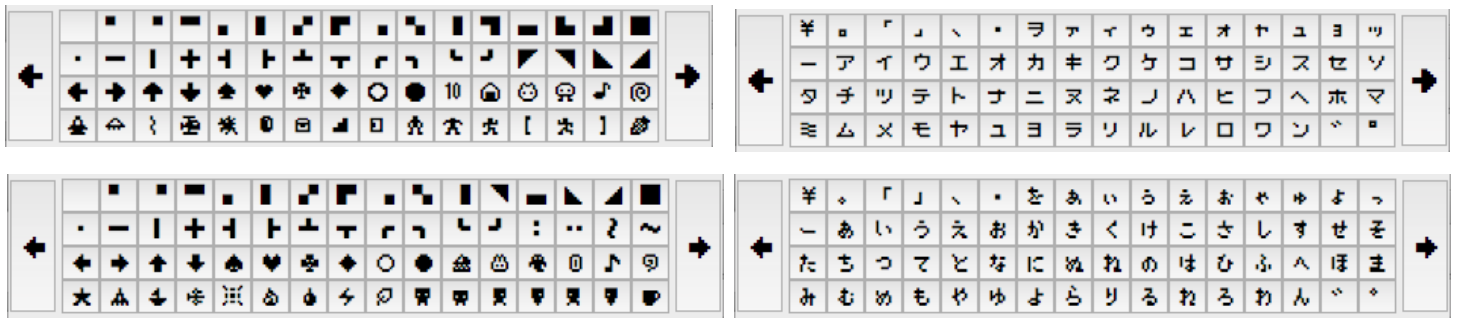 10
[ ]
¥ 。 「 」 、 ・ ヲ ァ ィ ゥ ェ ォ ャ ュ ョ ッ
ー ア イ ウ エ オ カ キ ク ケ コ サ シ ス セ ソ
タ チ ツ テ ト ナ ニ ヌ ネ ノ ハ ヒ フ ヘ ホ マ
ミ ム メ モ ヤ ユ ヨ ラ リ ル レ ロ ワ ン ゛ ゜
¥ 。 「 」 、 ・ を ぁ ぃ ぅ ぇ ぉ ゃ ゅ ょ っ
ー あ い う え お か き く け こ さ し す せ そ
た ち つ て と な に ぬ ね の は ひ ふ へ ほ ま
み む め も や ゆ よ ら り る れ ろ わ ん ゛ ゜